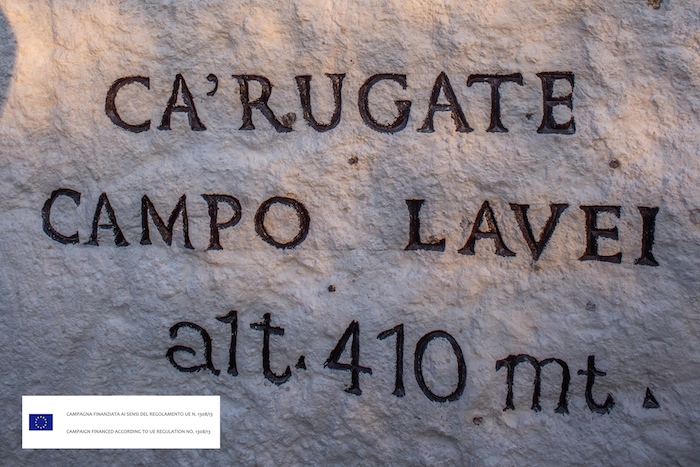 CA'RUGATE
CAMPO LAVEI
alt. 410 mt.
CAMPAGNA FINANZIATA AI SENSI DEL REGOLAMENTO UE N. 1308/13
CAMPAIGN FINANCED ACCORDING TO UE REGULATION NO. 1308/13